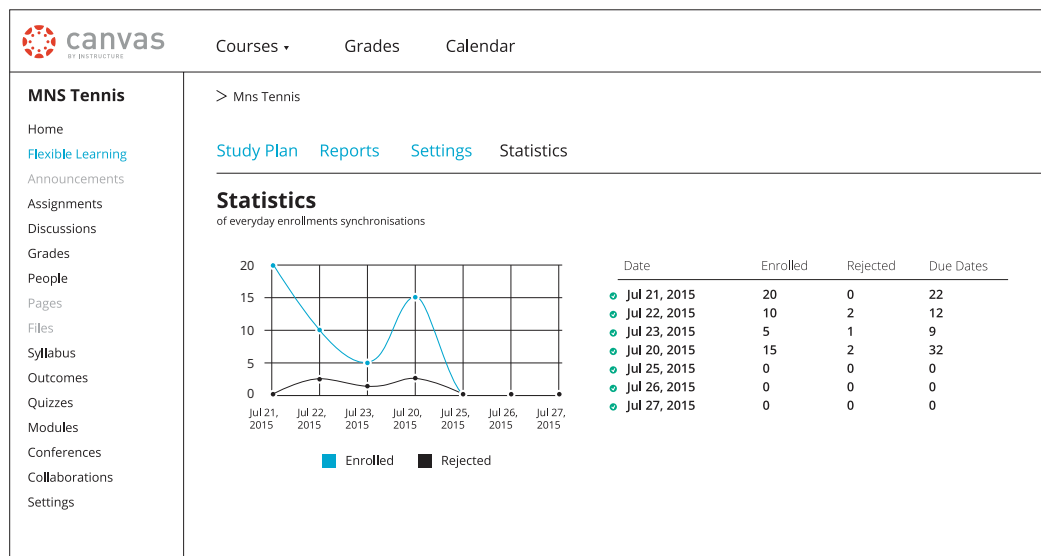 canvas
BY INSTRUCTURE
Courses
Grades
Calendar
MNS Tennis
Home
Flexible Learning
Announcements
Assignments
Discussions
Grades
People
Pages
Files
Syllabus
Outcomes
Quizzes
Modules
Conferences
Collaborations
Settings
> Mns Tennis
Study Plan Reports Settings Statistics
Statistics
of everyday enrollments synchronisations
20
15
10
5
0
Jul 21, 2015
Jul 22, 2015
Jul 23, 2015
Jul 20, 2015
Jul 25, 2015
Jul 26, 2015
Jul 27, 2015
Enrolled Rejected
Date Enrolled Rejected Due Dates
Jul 21, 2015 20 0 22
Jul 22, 2015 10 2 12
Jul 23, 2015 5 1 9
Jul 20, 2015 15 2 32
Jul 25, 2015 0 0 0
Jul 26, 2015 0 0 0
Jul 27, 2015 0 0 0